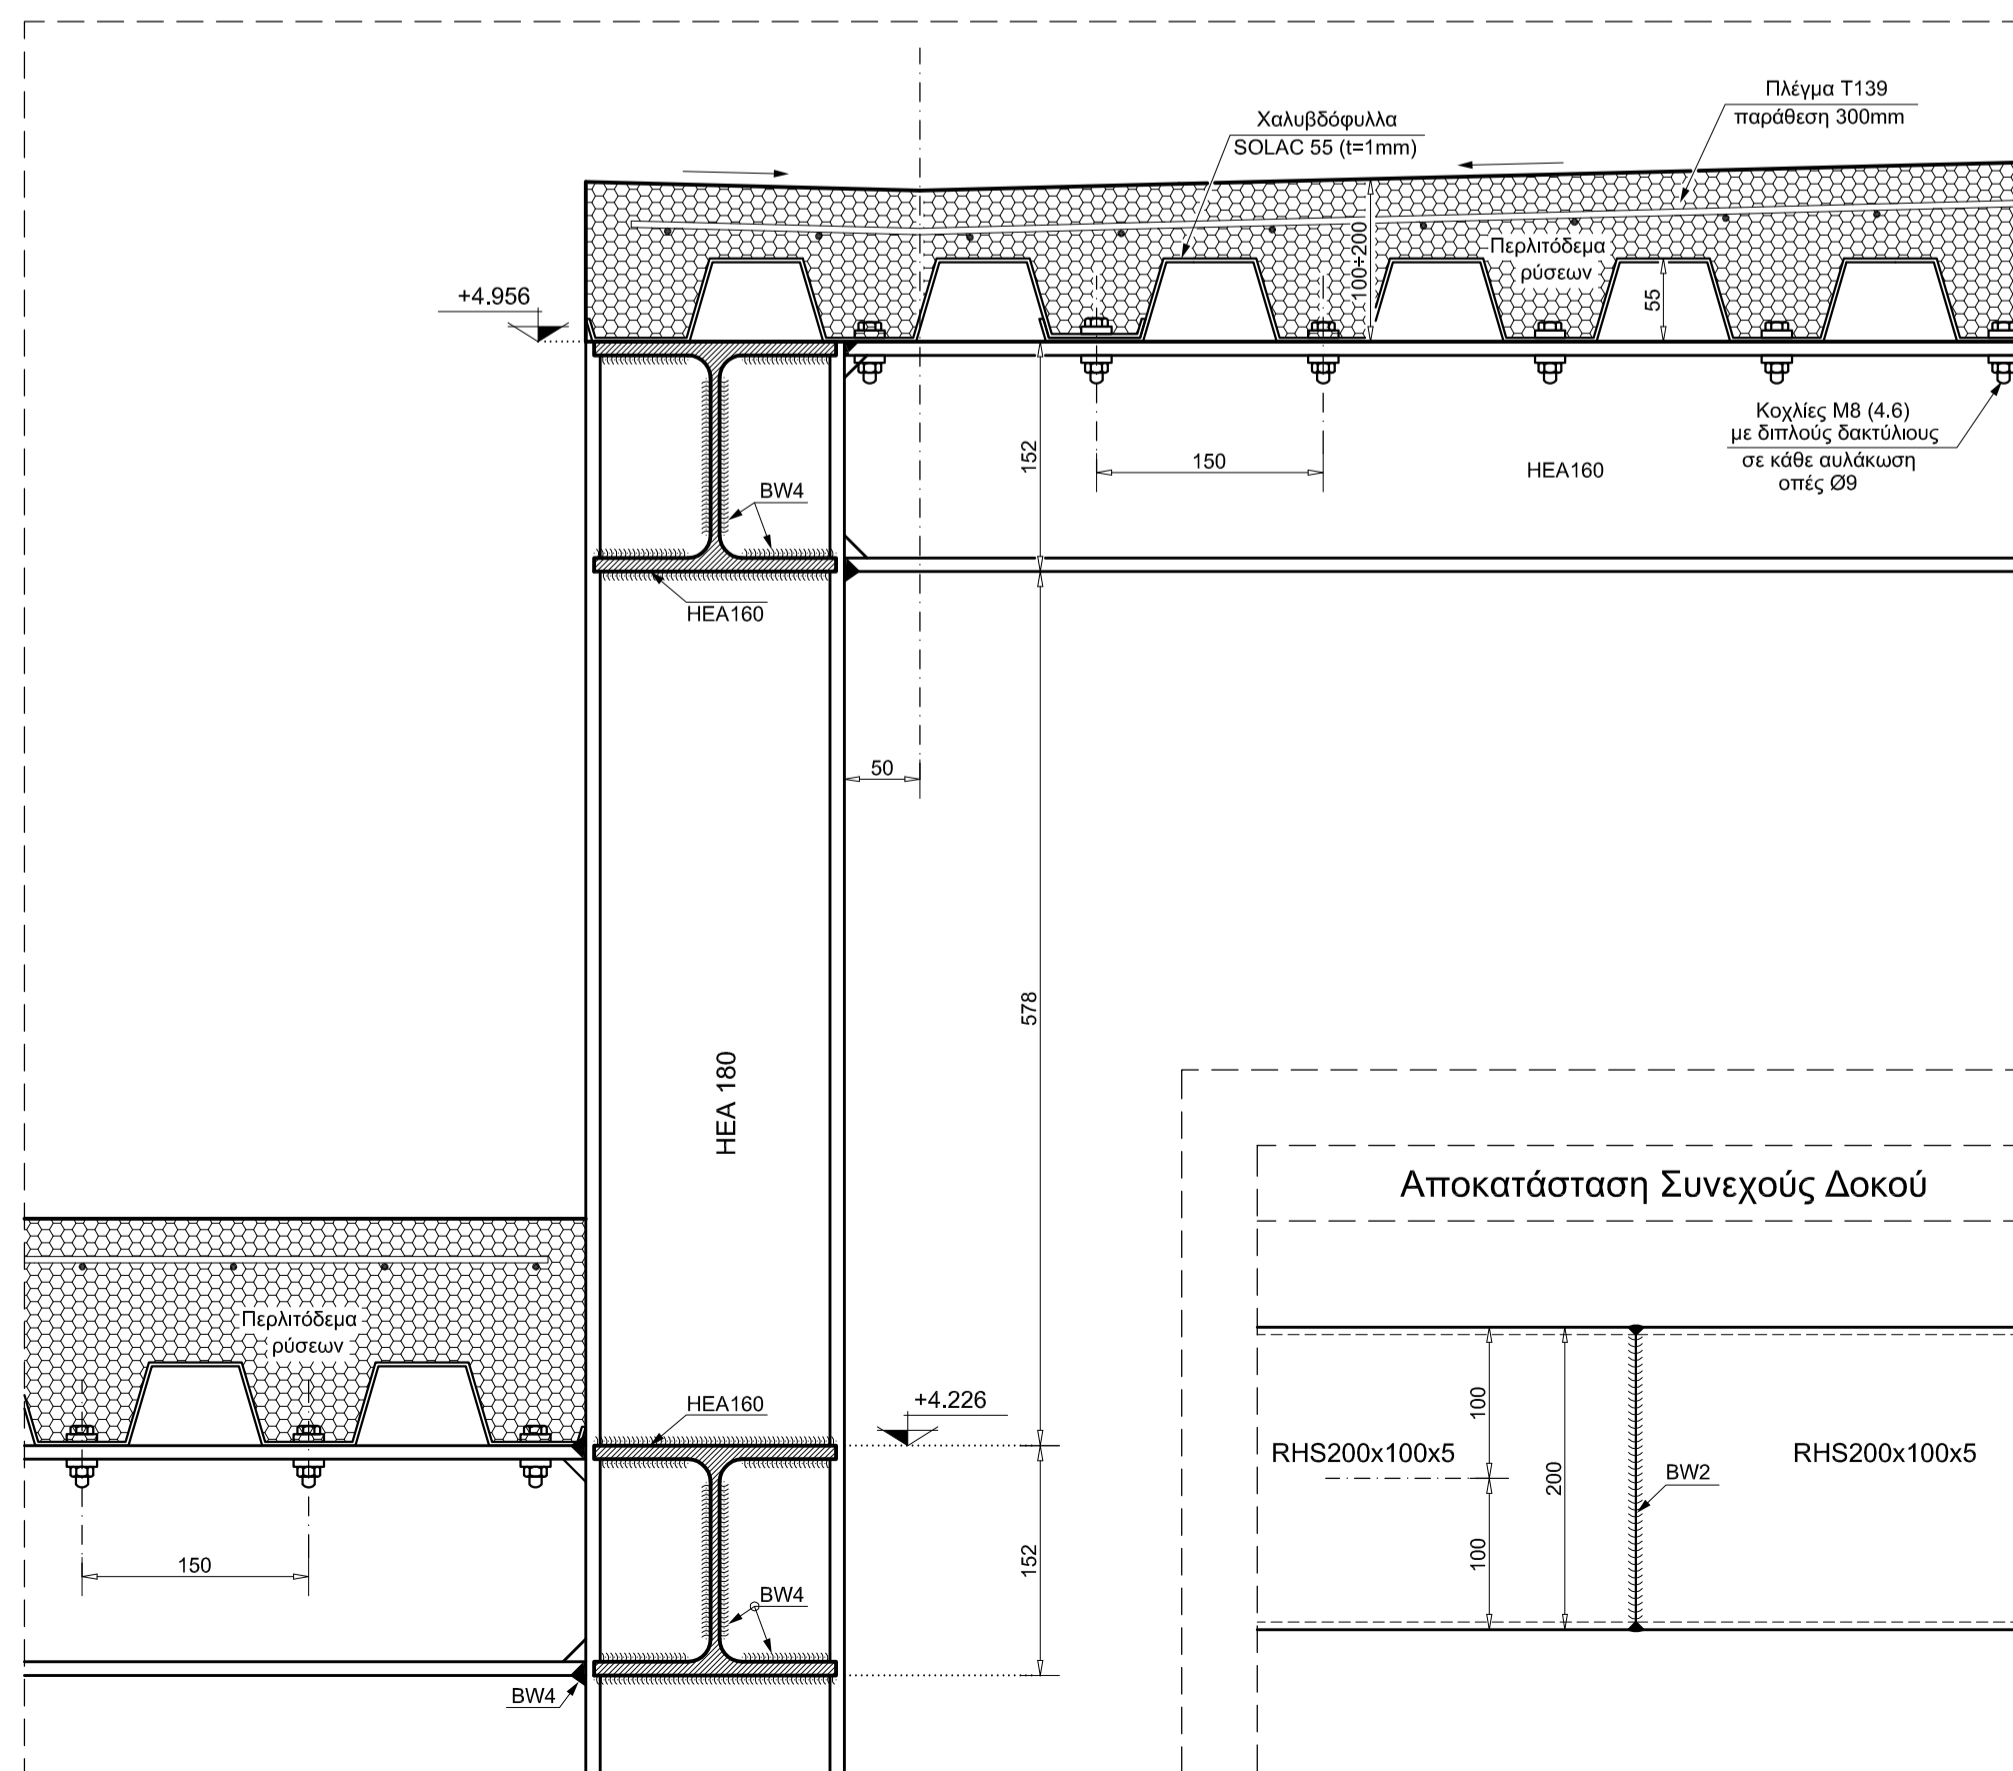 Πλέγμα T139
παράθεση 300mm
Χαλυβδόφυλλα
SOLAC 55 (t=1mm)
Περλιτόδεμα
ρύσεων
100÷200
55
+4.956
Κοχλίες M8 (4.6)
με διπλούς δακτύλιους
σε κάθε αυλάκωση
οπές Ø9
152
150
HEA160
BW4
HEA160
50
578
HEA 180
Αποκατάσταση Συνεχούς Δοκού
Περλιτόδεμα
ρύσεων
HEA160
+4.226
100
RHS200x100x5
200
RHS200x100x5
BW2
100
150
152
BW4
BW4